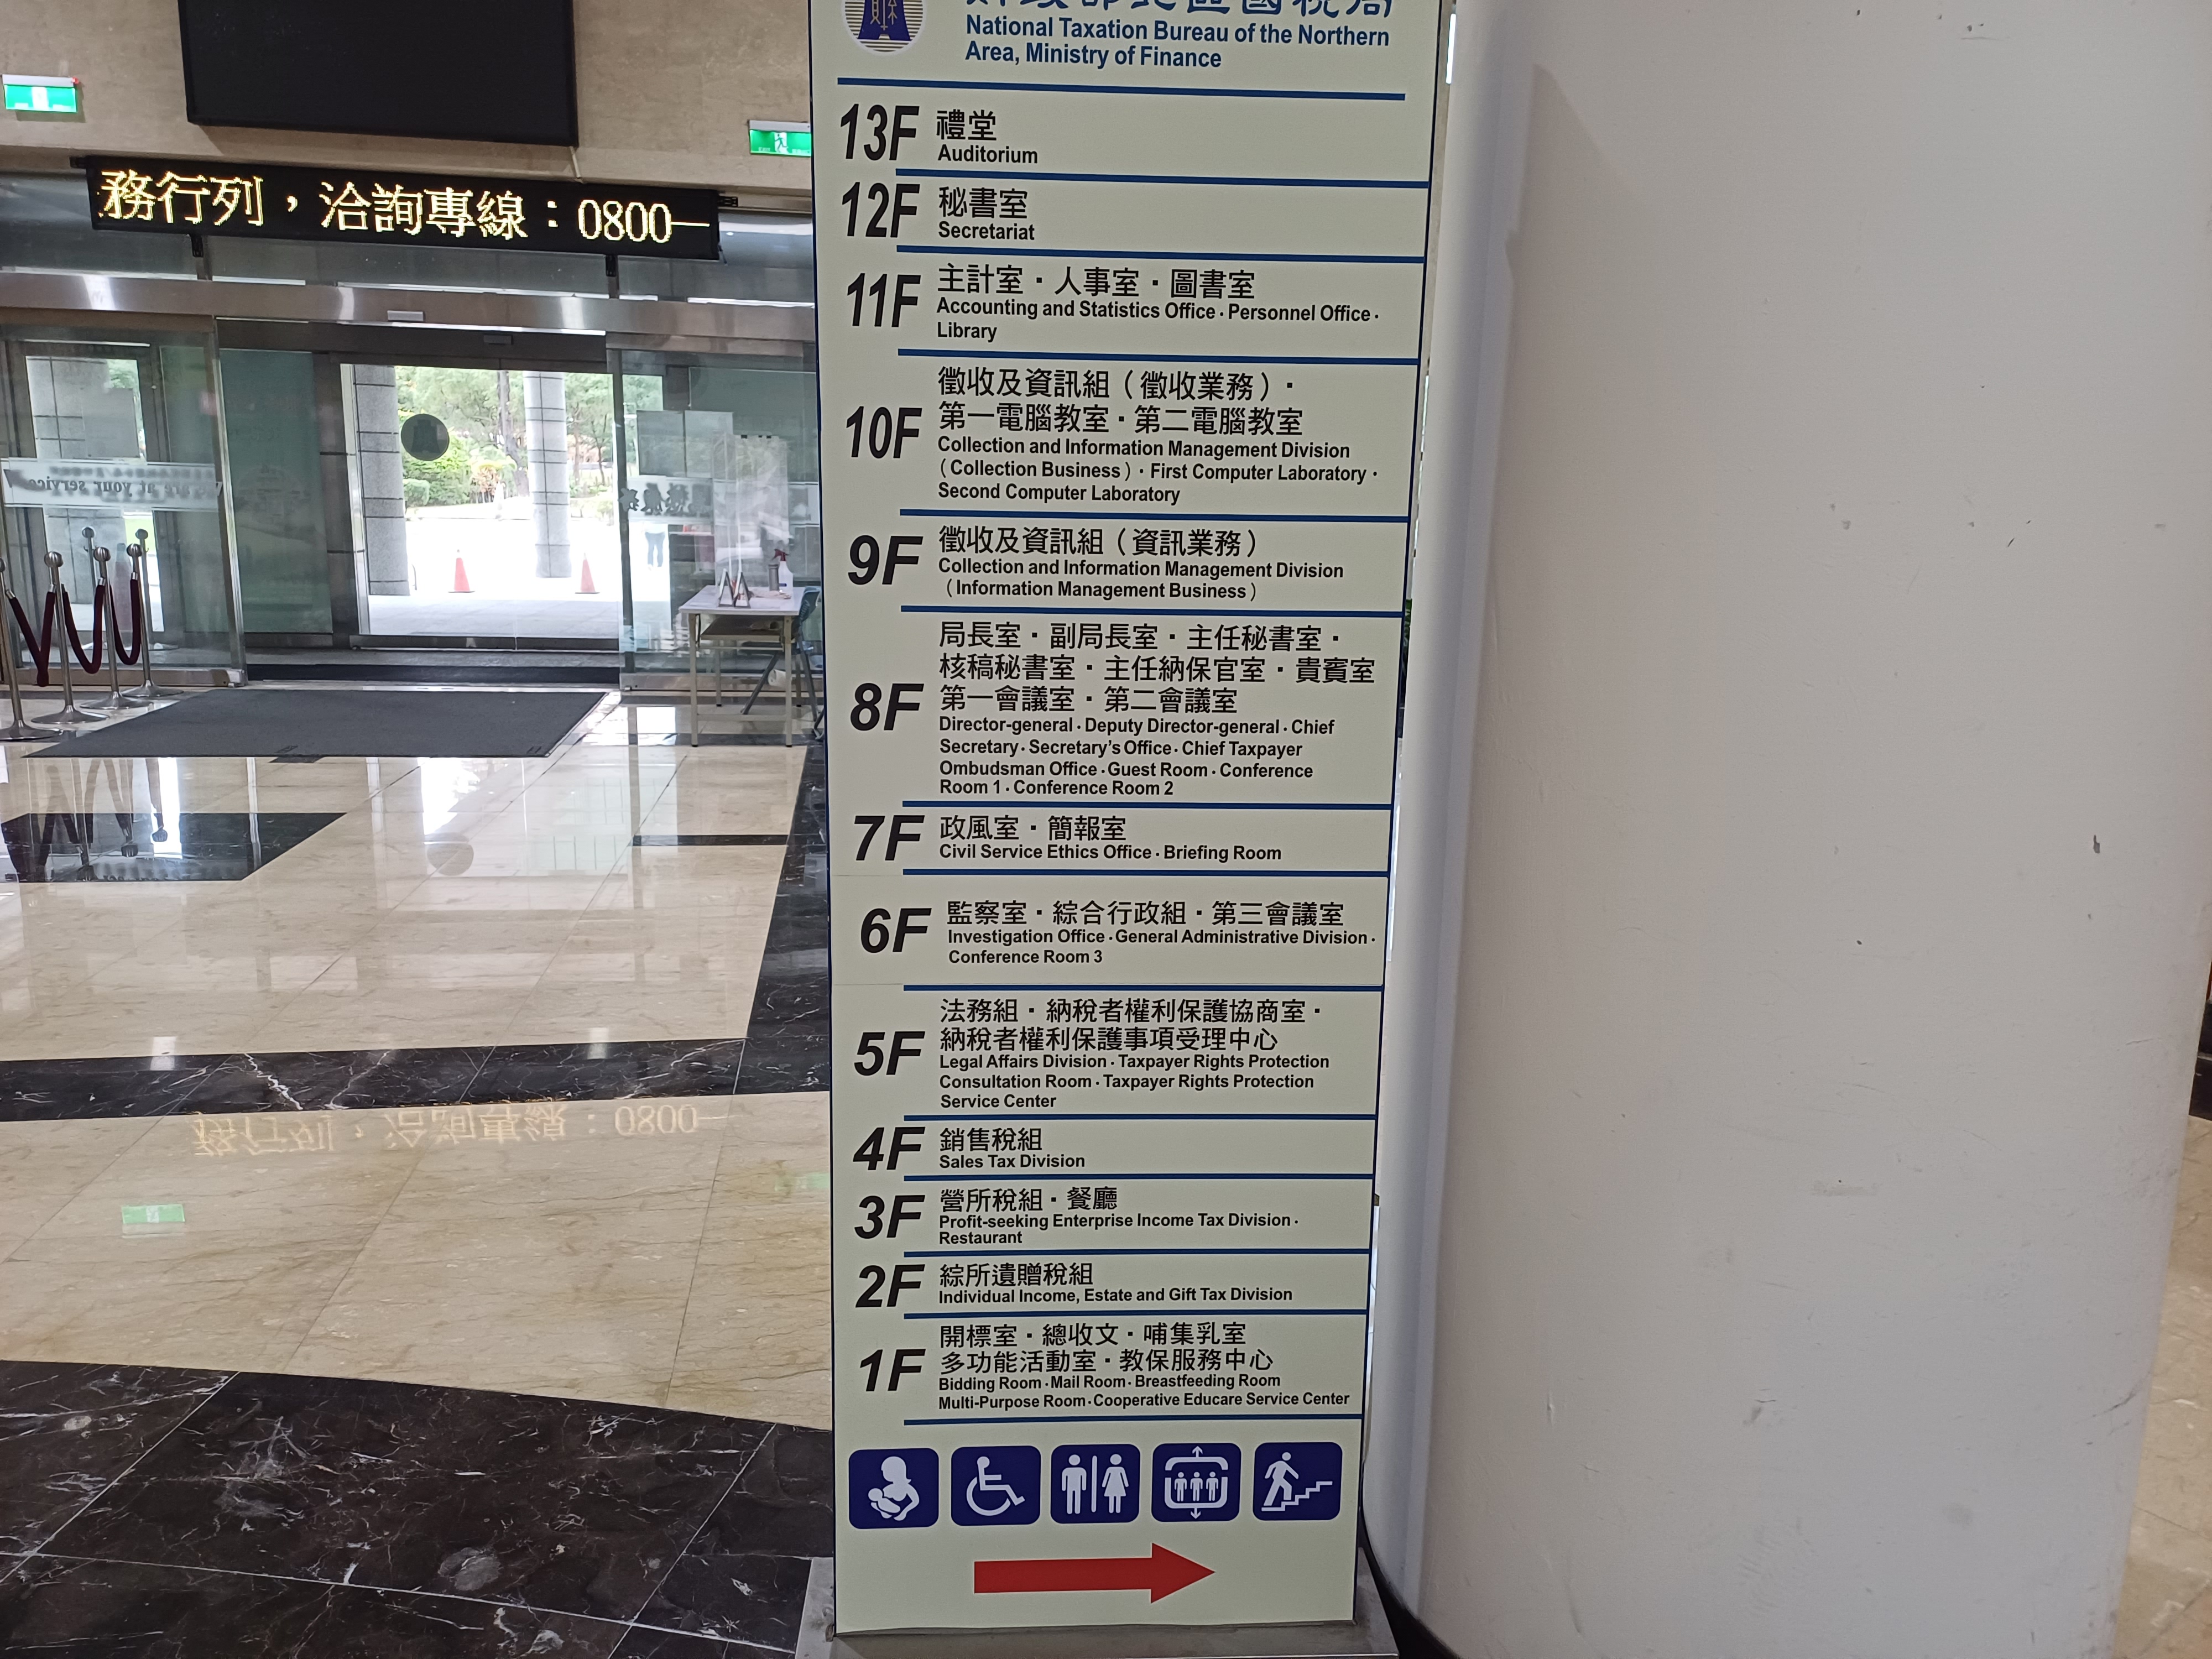 財政部北區國稅局
National Taxation Bureau of the Northern
Area, Ministry of Finance
13F 禮堂
Auditorium
12F 秘書室
Secretariat
11F 主計室・人事室・圖書室
Accounting and Statistics Office・Personnel Office・
Library
10F 徵收及資訊組（徵收業務）・
第一電腦教室・第二電腦教室
Collection and Information Management Division
（Collection Business）・First Computer Laboratory・
Second Computer Laboratory
9F 徵收及資訊組（資訊業務）
Collection and Information Management Division
（Information Management Business）
8F 局長室・副局長室・主任秘書室・
核稿秘書室・主任納保官室・貴賓室
第一會議室・第二會議室
Director-general・Deputy Director-general・Chief
Secretary・Secretary's Office・Chief Taxpayer
Ombudsman Office・Guest Room・Conference
Room 1・Conference Room 2
7F 政風室・簡報室
Civil Service Ethics Office・Briefing Room
6F 監察室・綜合行政組・第三會議室
Investigation Office・General Administrative Division・
Conference Room 3
5F 法務組・納稅者權利保護協商室・
納稅者權利保護事項受理中心
Legal Affairs Division・Taxpayer Rights Protection
Consultation Room・Taxpayer Rights Protection
Service Center
4F 銷售稅組
Sales Tax Division
3F 營所稅組・餐廳
Profit-seeking Enterprise Income Tax Division・
Restaurant
2F 綜所遺贈稅組
Individual Income, Estate and Gift Tax Division
1F 開標室・總收文・哺集乳室
多功能活動室・教保服務中心
Bidding Room・Mail Room・Breastfeeding Room
Multi-Purpose Room・Cooperative Educare Service Center
務行列，洽詢專線：0800—
at your service